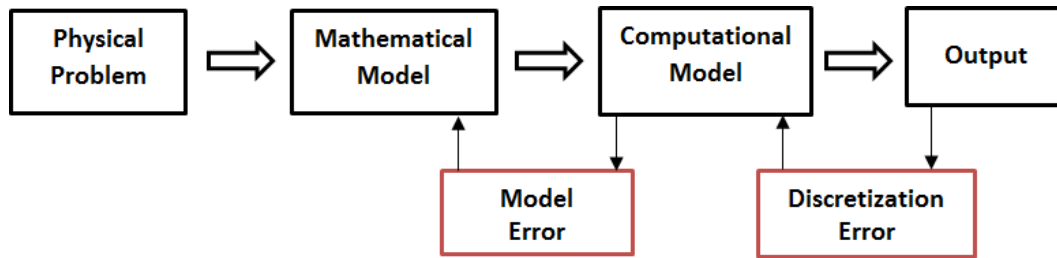 Physical
Problem
Mathematical
Model
Computational
Model
Output
Model
Error
Discretization
Error